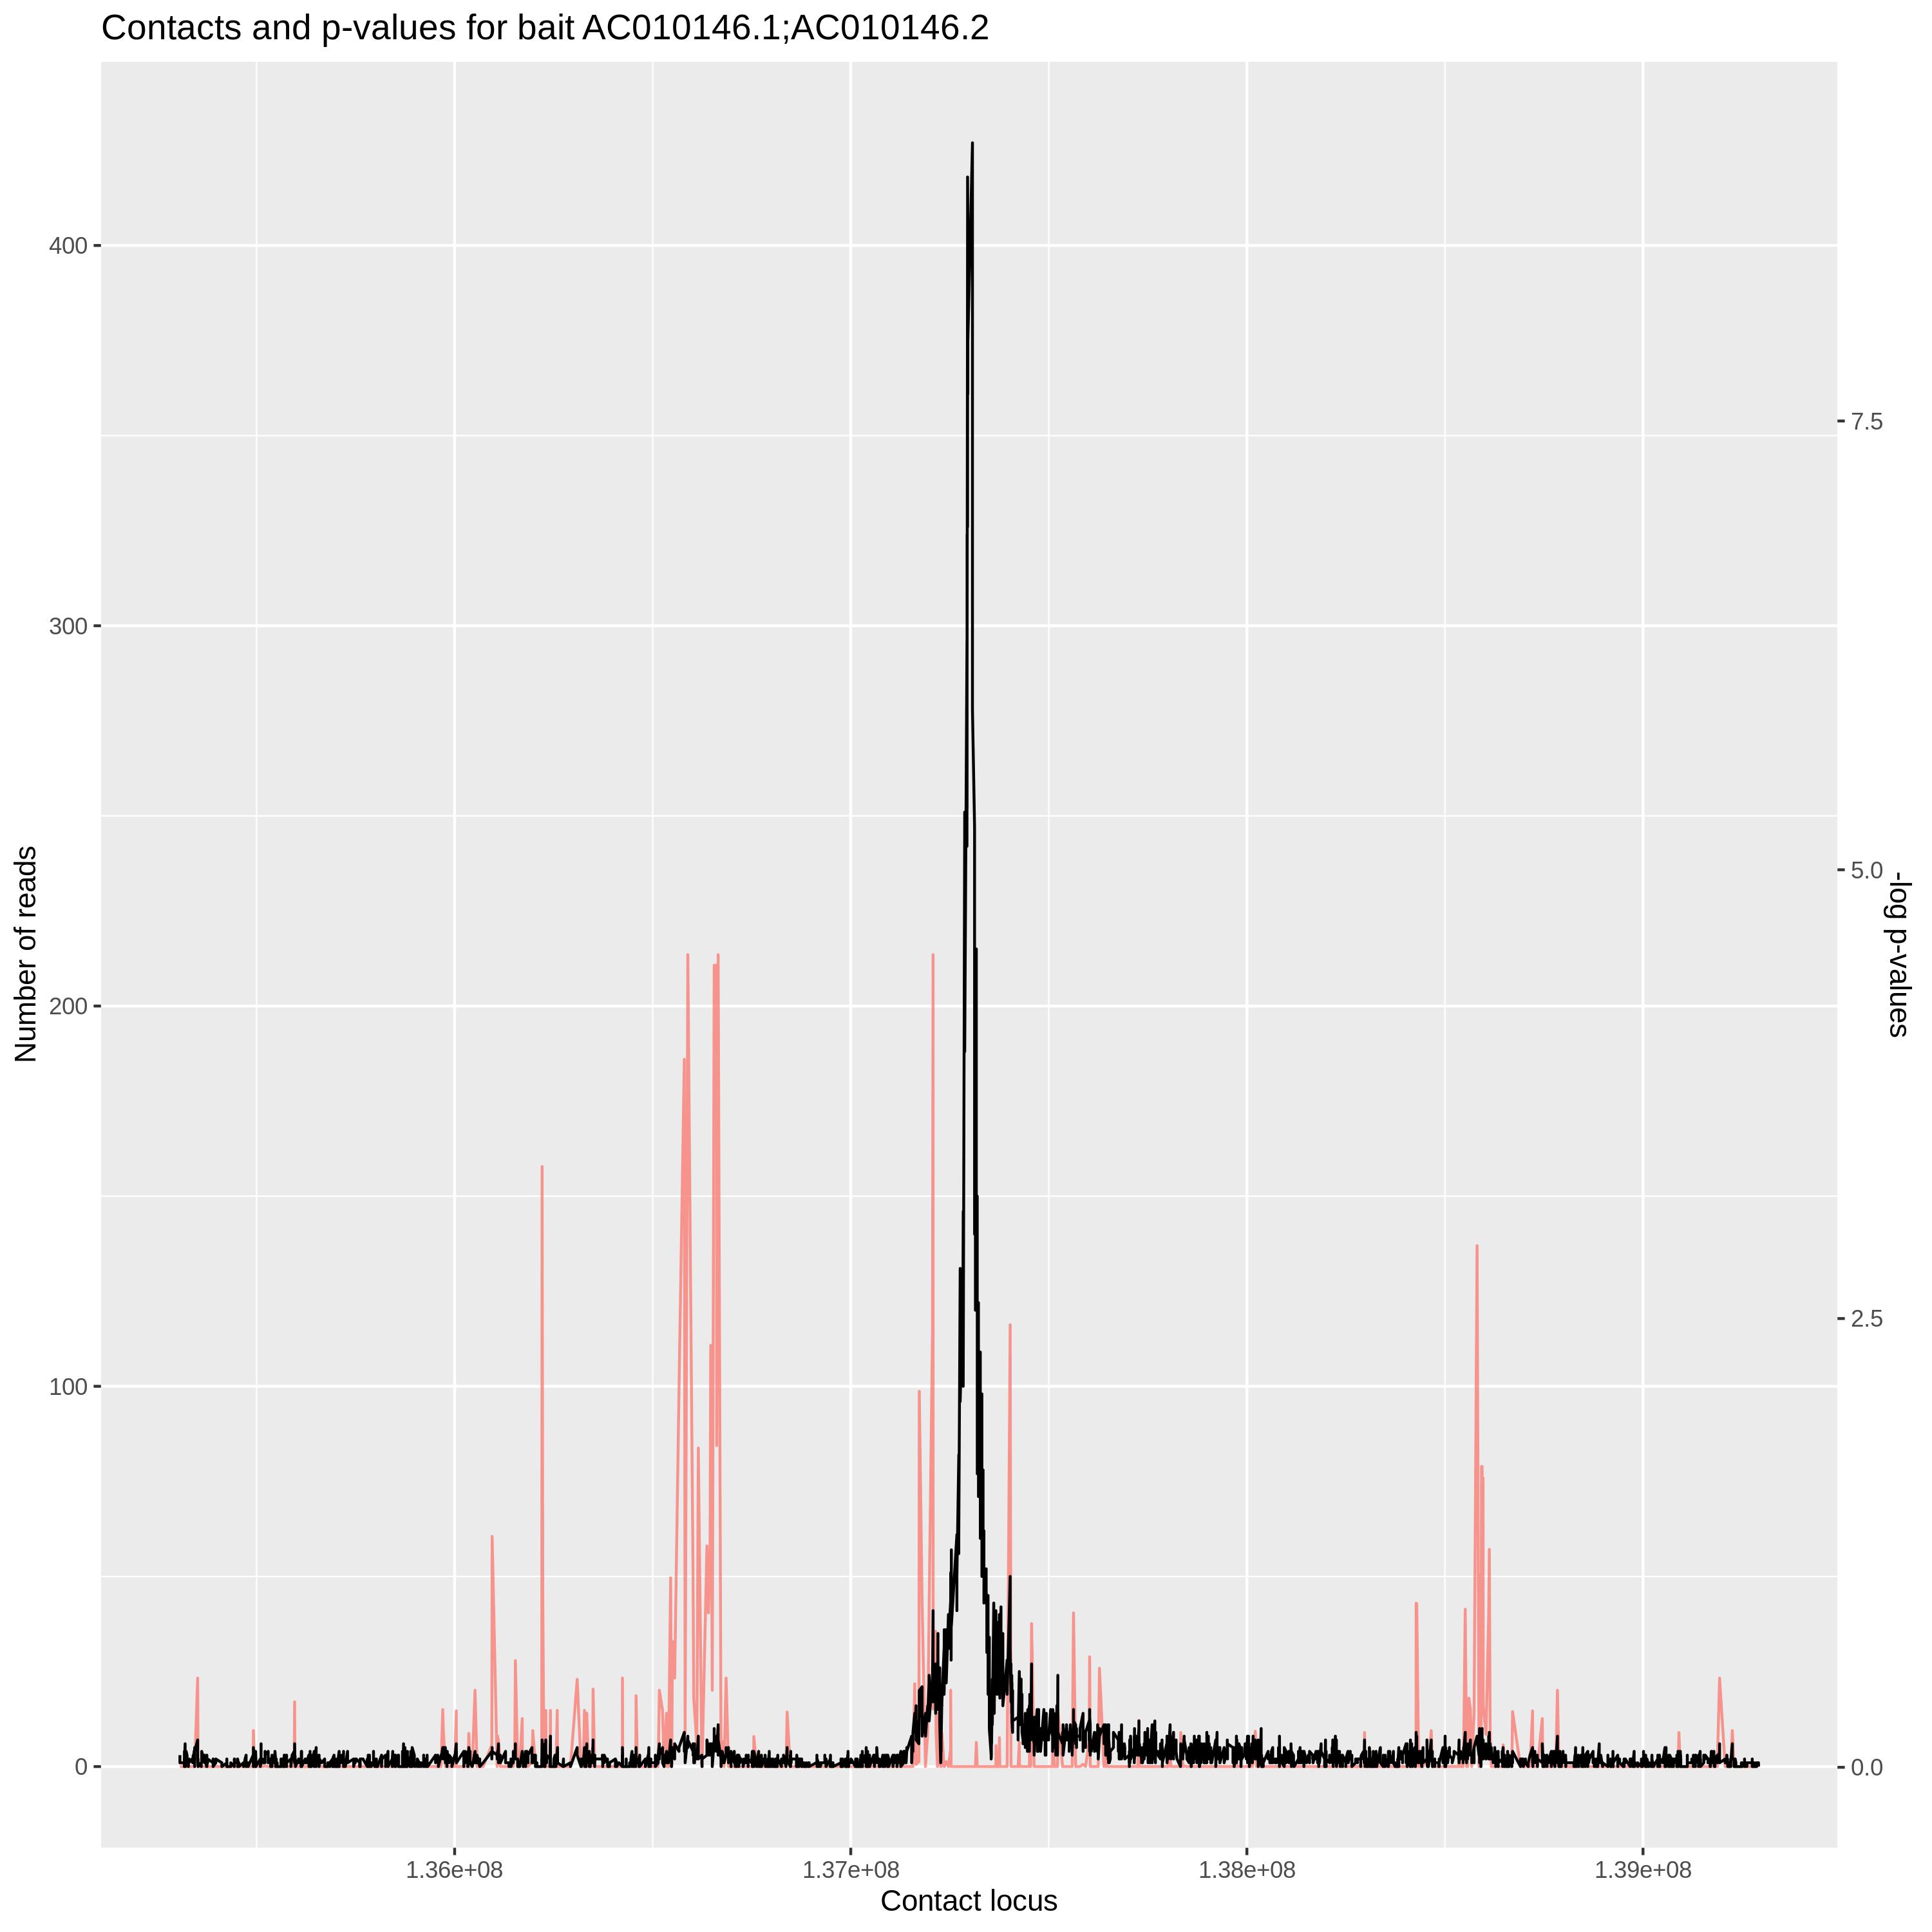 Contacts and p-values for bait AC010146.1;AC010146.2
400
300
200
100
0
Number of reads
7.5
5.0
2.5
0.0
-log p-values
1.36e+08
1.37e+08
1.38e+08
1.39e+08
Contact locus